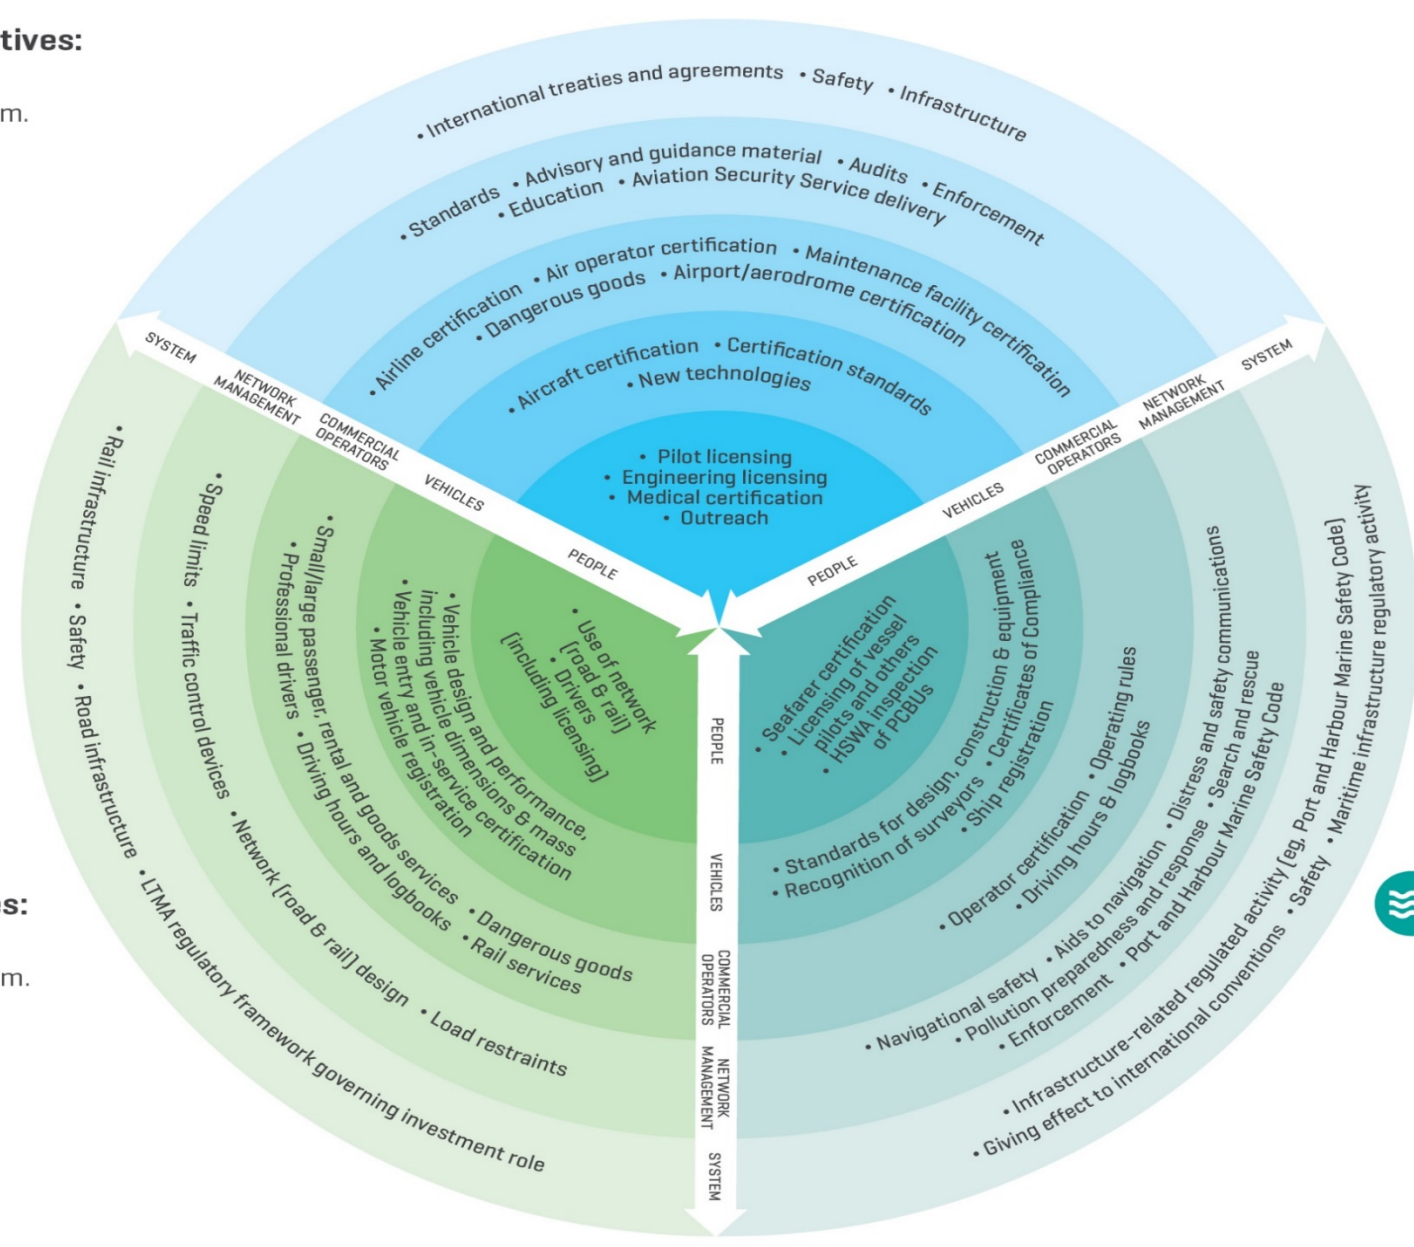 tives:
m.
• International treaties and agreements • Safety • Infrastructure
• Standards • Advisory and guidance material • Audits • Enforcement
• Education • Aviation Security Service delivery
• Airline certification • Air operator certification • Maintenance facility certification
• Dangerous goods • Airport/aerodrome certification
• Aircraft certification • Certification standards
• New technologies
• Pilot licensing
• Engineering licensing
• Medical certification
• Outreach
SYSTEM
NETWORK
MANAGEMENT
COMMERCIAL
OPERATORS
VEHICLES
PEOPLE
PEOPLE
VEHICLES
COMMERCIAL
OPERATORS
NETWORK
MANAGEMENT
SYSTEM
• Rail infrastructure • Safety • Road infrastructure • LTMA regulatory framework governing investment role
• Speed limits • Traffic control devices • Network (road & rail) design • Load restraints
• Small/large passenger, rental and goods services • Dangerous goods
• Professional drivers • Driving hours and logbooks • Rail services
• Vehicle design and performance,
including vehicle dimensions & mass
• Vehicle entry and in-service certification
• Motor vehicle registration
• Use of network
(road & rail)
• Drivers
(including licensing)
• Seafarer certification
• Licensing of vessel
pilots and others
• HSWA inspection
of PCBUs
• Standards for design, construction & equipment
• Recognition of surveyors • Certificates of Compliance
• Ship registration
• Operator certification • Operating rules
• Driving hours & logbooks
• Navigational safety • Aids to navigation • Distress and safety communications
• Pollution preparedness and response • Search and rescue
• Enforcement • Port and Harbour Marine Safety Code
• Infrastructure-related regulated activity (eg, Port and Harbour Marine Safety Code)
• Giving effect to international conventions • Safety • Maritime infrastructure regulatory activity
PEOPLE
VEHICLES
COMMERCIAL
OPERATORS
NETWORK
MANAGEMENT
SYSTEM
s:
m.